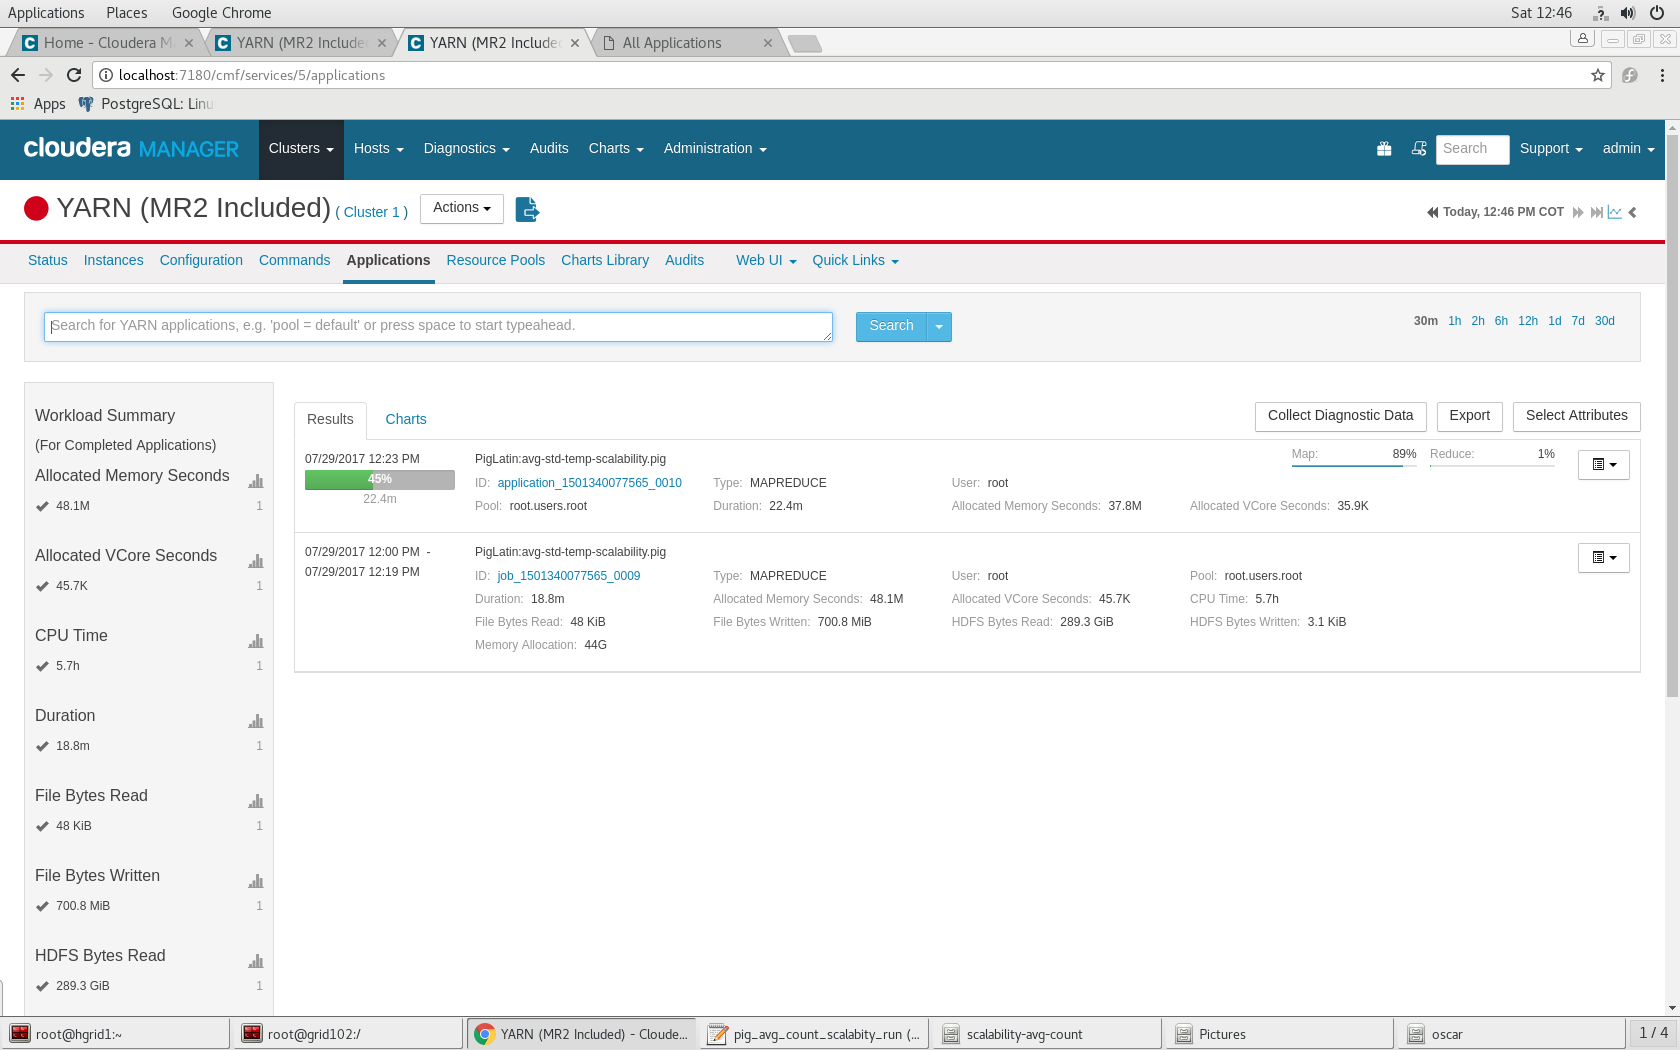 Applications Places Google Chrome Sat 12:46
Home - Cloudera M YARN (MR2 Include YARN (MR2 Include All Applications
localhost:7180/cmf/services/5/applications
Apps PostgreSQL: Linu
cloudera MANAGER Clusters Hosts Diagnostics Audits Charts Administration Search Support admin
YARN (MR2 Included) ( Cluster 1 ) Actions Today, 12:46 PM COT
Status Instances Configuration Commands Applications Resource Pools Charts Library Audits Web UI Quick Links
Search for YARN applications, e.g. 'pool = default' or press space to start typeahead. Search 30m 1h 2h 6h 12h 1d 7d 30d
Workload Summary
(For Completed Applications)
Allocated Memory Seconds
48.1M 1
Allocated VCore Seconds
45.7K 1
CPU Time
5.7h 1
Duration
18.8m 1
File Bytes Read
48 KiB 1
File Bytes Written
700.8 MiB 1
HDFS Bytes Read
289.3 GiB 1
Results Charts Collect Diagnostic Data Export Select Attributes
07/29/2017 12:23 PM PigLatin:avg-std-temp-scalability.pig Map: 89% Reduce: 1%
45% ID: application_1501340077565_0010 Type: MAPREDUCE User: root
22.4m Pool: root.users.root Duration: 22.4m Allocated Memory Seconds: 37.8M Allocated VCore Seconds: 35.9K
07/29/2017 12:00 PM - PigLatin:avg-std-temp-scalability.pig
07/29/2017 12:19 PM ID: job_1501340077565_0009 Type: MAPREDUCE User: root Pool: root.users.root
Duration: 18.8m Allocated Memory Seconds: 48.1M Allocated VCore Seconds: 45.7K CPU Time: 5.7h
File Bytes Read: 48 KiB File Bytes Written: 700.8 MiB HDFS Bytes Read: 289.3 GiB HDFS Bytes Written: 3.1 KiB
Memory Allocation: 44G
root@hgrid1:~ root@grid102:/ YARN (MR2 Included) - Cloude... pig_avg_count_scalabity_run (... scalability-avg-count Pictures oscar 1 / 4